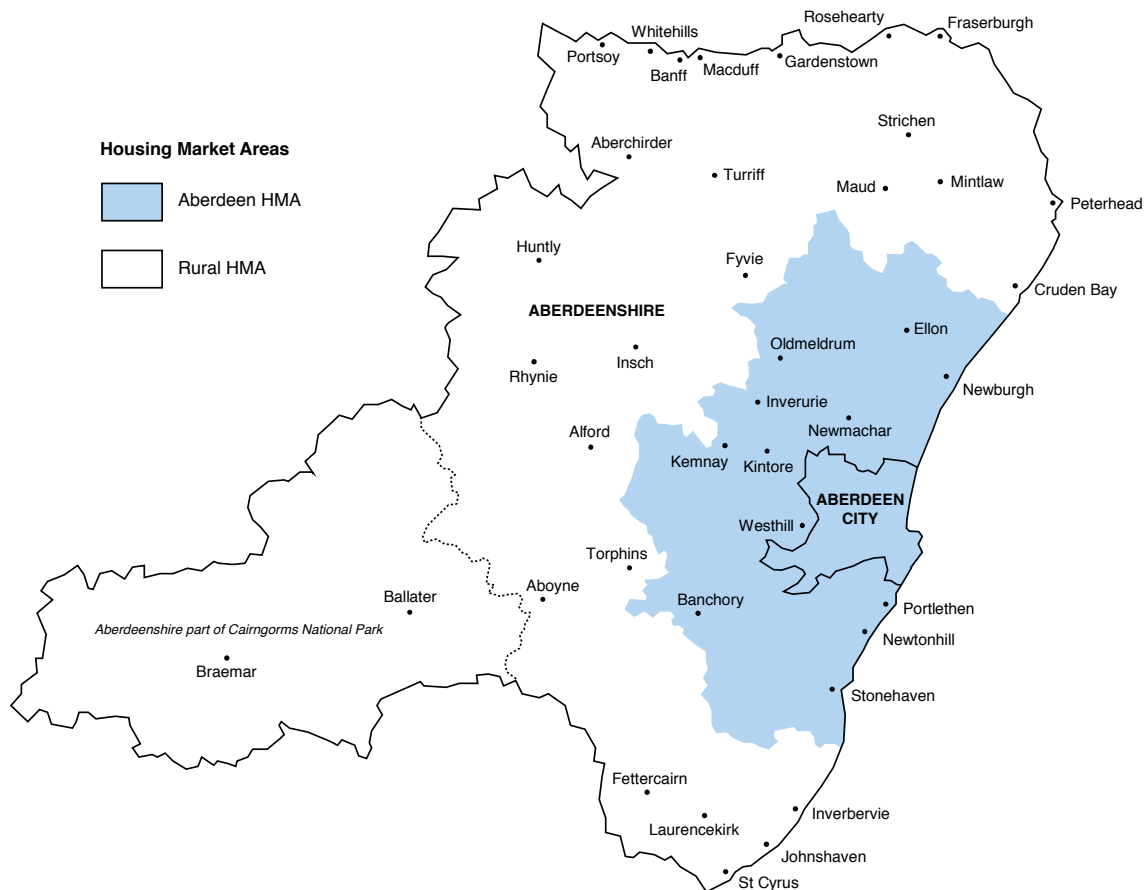 Rosehearty
Fraserburgh
Whitehills
Portsoy
Banff
Macduff
Gardenstown
Strichen
Housing Market Areas
Aberchirder
Aberdeen HMA
Turriff
Maud
Mintlaw
Peterhead
Rural HMA
Huntly
Fyvie
Cruden Bay
ABERDEENSHIRE
Ellon
Oldmeldrum
Rhynie
Insch
Newburgh
Inverurie
Newmachar
Alford
Kemnay
Kintore
ABERDEEN
CITY
Westhill
Torphins
Aboyne
Ballater
Banchory
Portlethen
Aberdeenshire part of Cairngorms National Park
Newtonhill
Braemar
Stonehaven
Fettercairn
Laurencekirk
Inverbervie
Johnshaven
St Cyrus